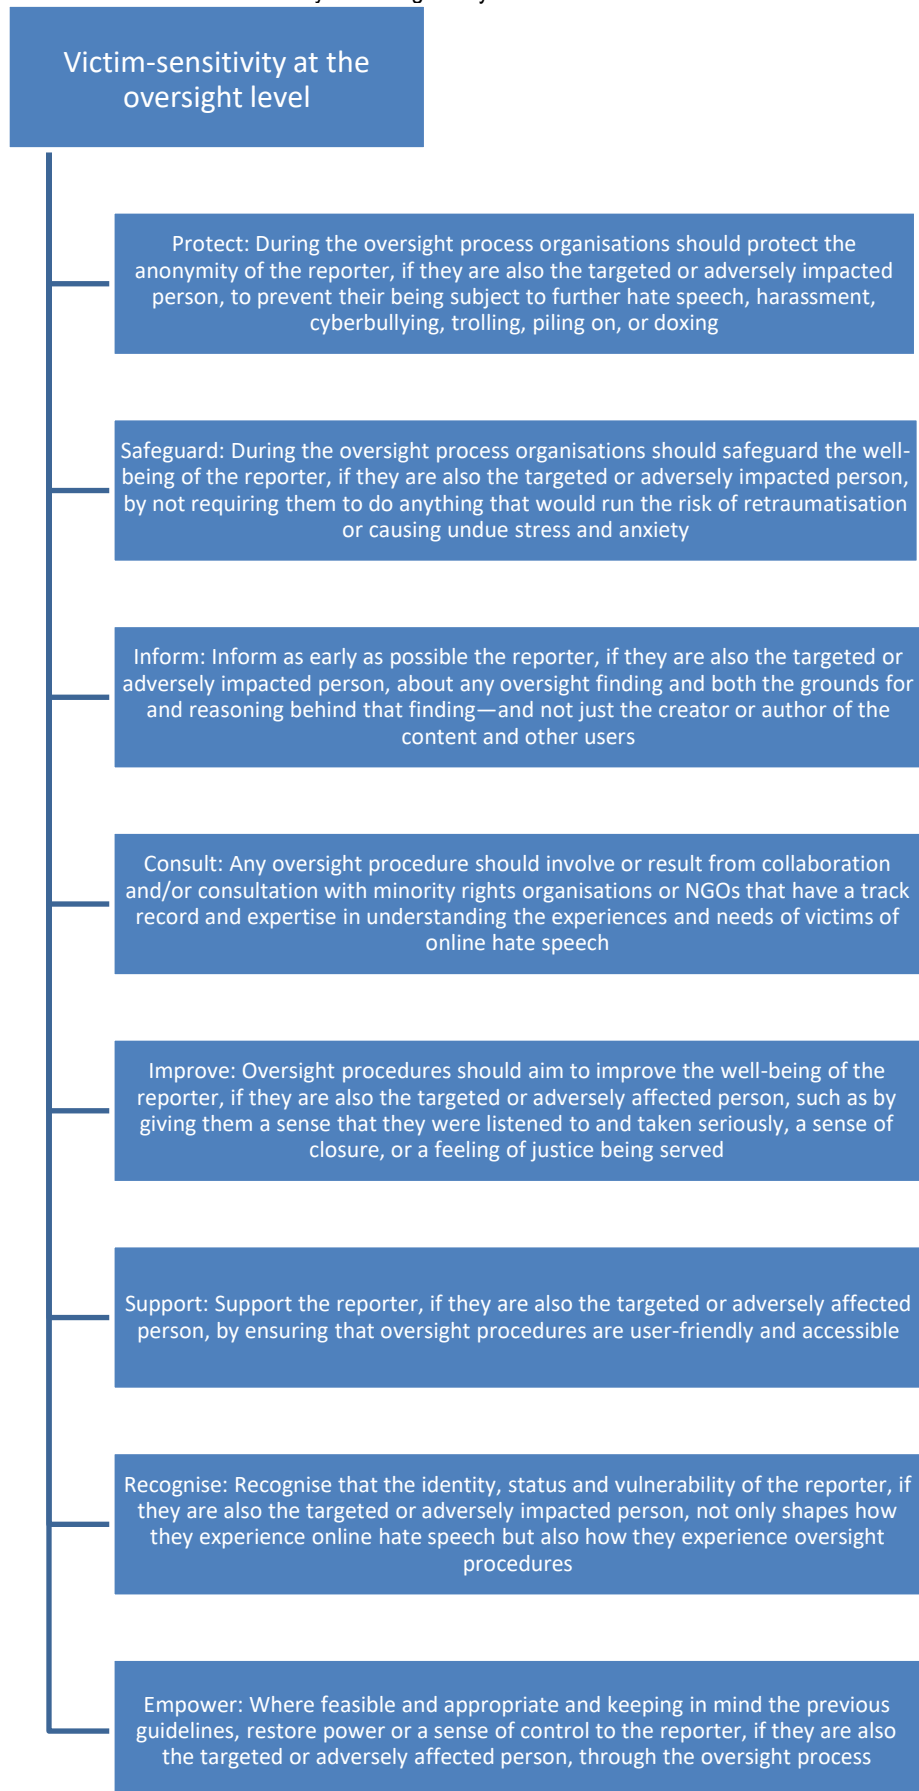 Victim-sensitivity at the
oversight level
Protect: During the oversight process organisations should protect the
anonymity of the reporter, if they are also the targeted or adversely impacted
person, to prevent their being subject to further hate speech, harassment,
cyberbullying, trolling, piling on, or doxing
Safeguard: During the oversight process organisations should safeguard the well-
being of the reporter, if they are also the targeted or adversely impacted person,
by not requiring them to do anything that would run the risk of retraumatisation
or causing undue stress and anxiety
Inform: Inform as early as possible the reporter, if they are also the targeted or
adversely impacted person, about any oversight finding and both the grounds for
and reasoning behind that finding—and not just the creator or author of the
content and other users
Consult: Any oversight procedure should involve or result from collaboration
and/or consultation with minority rights organisations or NGOs that have a track
record and expertise in understanding the experiences and needs of victims of
online hate speech
Improve: Oversight procedures should aim to improve the well-being of the
reporter, if they are also the targeted or adversely affected person, such as by
giving them a sense that they were listened to and taken seriously, a sense of
closure, or a feeling of justice being served
Support: Support the reporter, if they are also the targeted or adversely affected
person, by ensuring that oversight procedures are user-friendly and accessible
Recognise: Recognise that the identity, status and vulnerability of the reporter, if
they are also the targeted or adversely impacted person, not only shapes how
they experience online hate speech but also how they experience oversight
procedures
Empower: Where feasible and appropriate and keeping in mind the previous
guidelines, restore power or a sense of control to the reporter, if they are also
the targeted or adversely affected person, through the oversight process